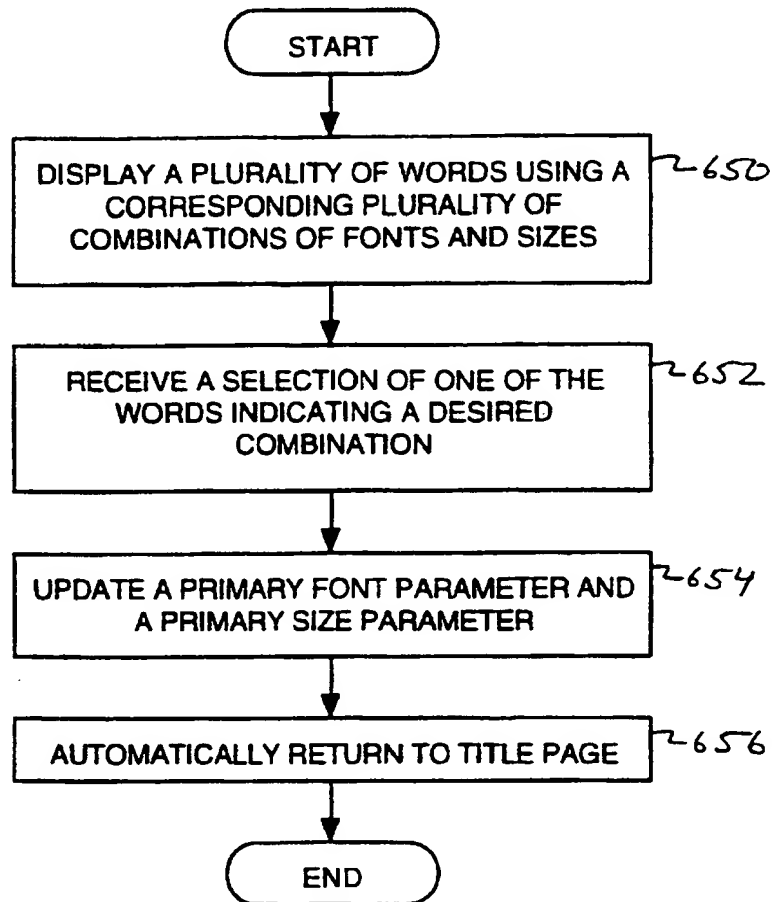 START
DISPLAY A PLURALITY OF WORDS USING A
CORRESPONDING PLURALITY OF
COMBINATIONS OF FONTS AND SIZES
650
RECEIVE A SELECTION OF ONE OF THE
WORDS INDICATING A DESIRED
COMBINATION
652
UPDATE A PRIMARY FONT PARAMETER AND
A PRIMARY SIZE PARAMETER
654
AUTOMATICALLY RETURN TO TITLE PAGE
656
END